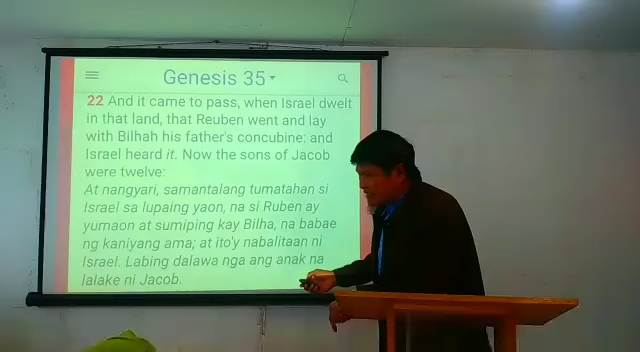 Genesis 35
22 And it came to pass, when Israel dwelt
in that land, that Reuben went and lay
with Bilhah his father's concubine: and
Israel heard it. Now the sons of Jacob
were twelve:
At nangyari, samantalang tumatahan si
Israel sa lupaing yaon, na si Ruben ay
yumaon at sumiping kay Bilha, na babae
ng kaniyang ama; at ito'y nabalitaan ni
Israel. Labing dalawa nga ang anak na
lalake ni Jacob.